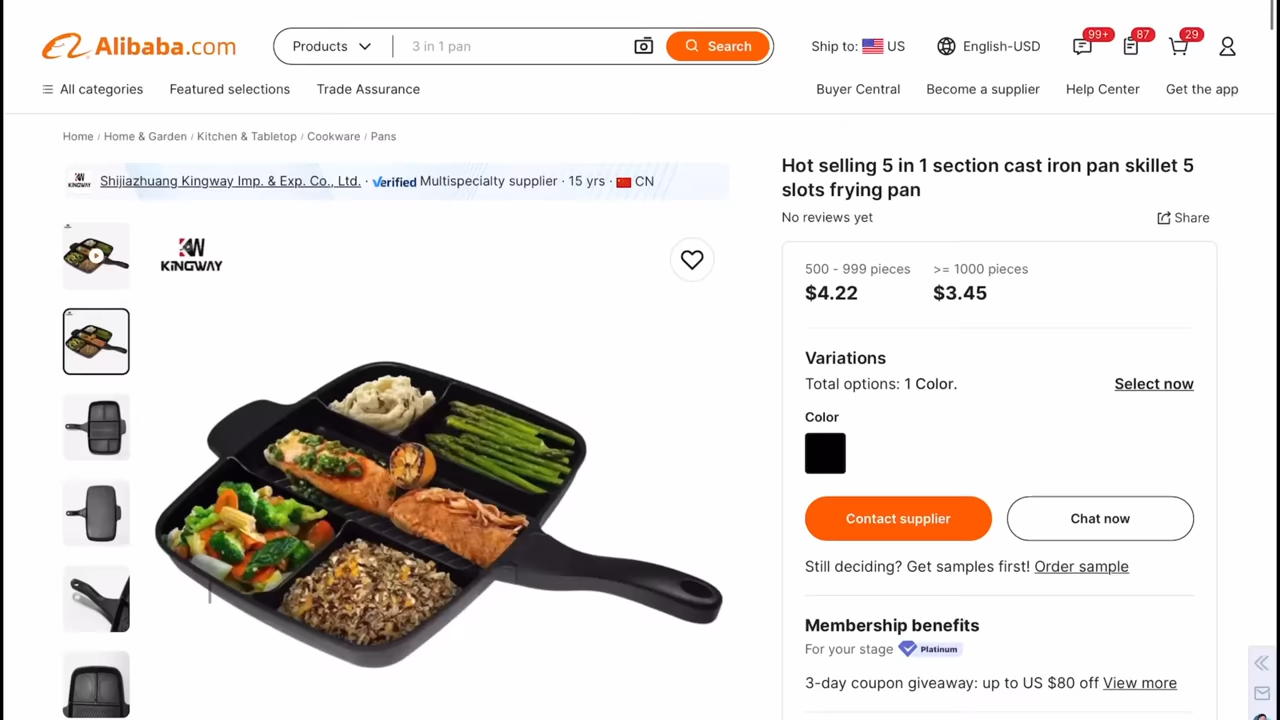 Alibaba.com
Products
3 in 1 pan
Search
Ship to: US
English-USD
99+
87
29
All categories
Featured selections
Trade Assurance
Buyer Central
Become a supplier
Help Center
Get the app
Home / Home & Garden / Kitchen & Tabletop / Cookware / Pans
KINGWAY
Shijiazhuang Kingway Imp. & Exp. Co., Ltd. · Verified Multispecialty supplier · 15 yrs · CN
KINGWAY
Hot selling 5 in 1 section cast iron pan skillet 5
slots frying pan
No reviews yet
Share
500 - 999 pieces
>= 1000 pieces
$4.22
$3.45
Variations
Total options: 1 Color.
Select now
Color
Contact supplier
Chat now
Still deciding? Get samples first! Order sample
Membership benefits
For your stage Platinum
3-day coupon giveaway: up to US $80 off View more